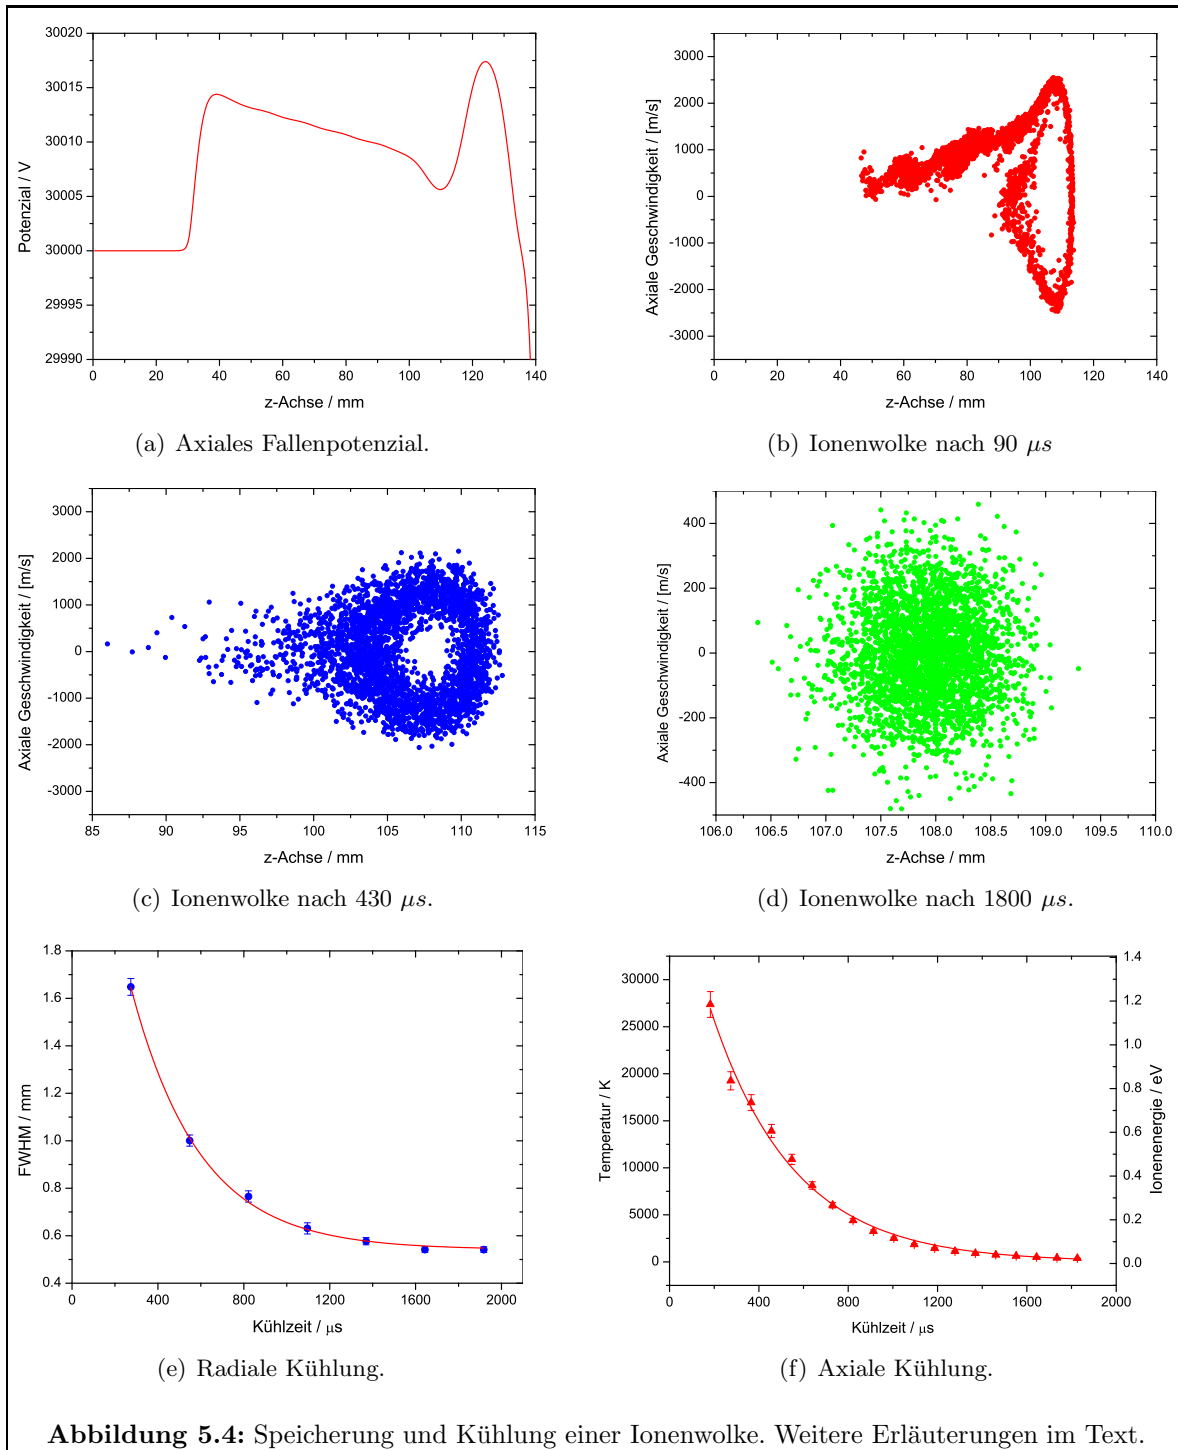 30020
30015
30010
30005
30000
29995
29990
Potenzial / V
0 20 40 60 80 100 120 140
z-Achse / mm
(a) Axiales Fallenpotenzial.
3000
2000
1000
0
-1000
-2000
-3000
Axiale Geschwindigkeit / [m/s]
0 20 40 60 80 100 120 140
z-Achse / mm
(b) Ionenwolke nach 90 μs
3000
2000
1000
0
-1000
-2000
-3000
Axiale Geschwindigkeit / [m/s]
85 90 95 100 105 110 115
z-Achse / mm
(c) Ionenwolke nach 430 μs.
400
200
0
-200
-400
Axiale Geschwindigkeit / [m/s]
106.0 106.5 107.0 107.5 108.0 108.5 109.0 109.5 110.0
z-Achse / mm
(d) Ionenwolke nach 1800 μs.
1.8
1.6
1.4
1.2
1.0
0.8
0.6
0.4
FWHM / mm
0 400 800 1200 1600 2000
Kühlzeit / μs
(e) Radiale Kühlung.
30000
25000
20000
15000
10000
5000
0
Temperatur / K
1.4
1.2
1.0
0.8
0.6
0.4
0.2
0.0
Ionenenergie / eV
0 400 800 1200 1600 2000
Kühlzeit / μs
(f) Axiale Kühlung.
Abbildung 5.4: Speicherung und Kühlung einer Ionenwolke. Weitere Erläuterungen im Text.